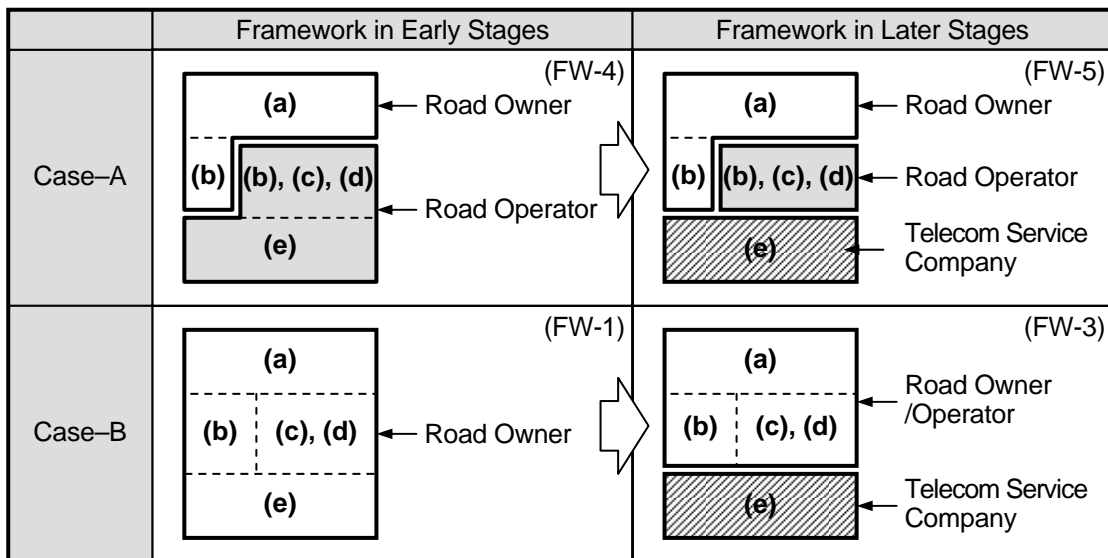 Framework in Early Stages
Framework in Later Stages
Case–A
(FW-4)
(a)
Road Owner
(b)
(b), (c), (d)
Road Operator
(e)
(FW-5)
(a)
Road Owner
(b)
(b), (c), (d)
Road Operator
(e)
Telecom Service
Company
Case–B
(FW-1)
(a)
(b)
(c), (d)
Road Owner
(e)
(FW-3)
(a)
Road Owner
/Operator
(b)
(c), (d)
(e)
Telecom Service
Company